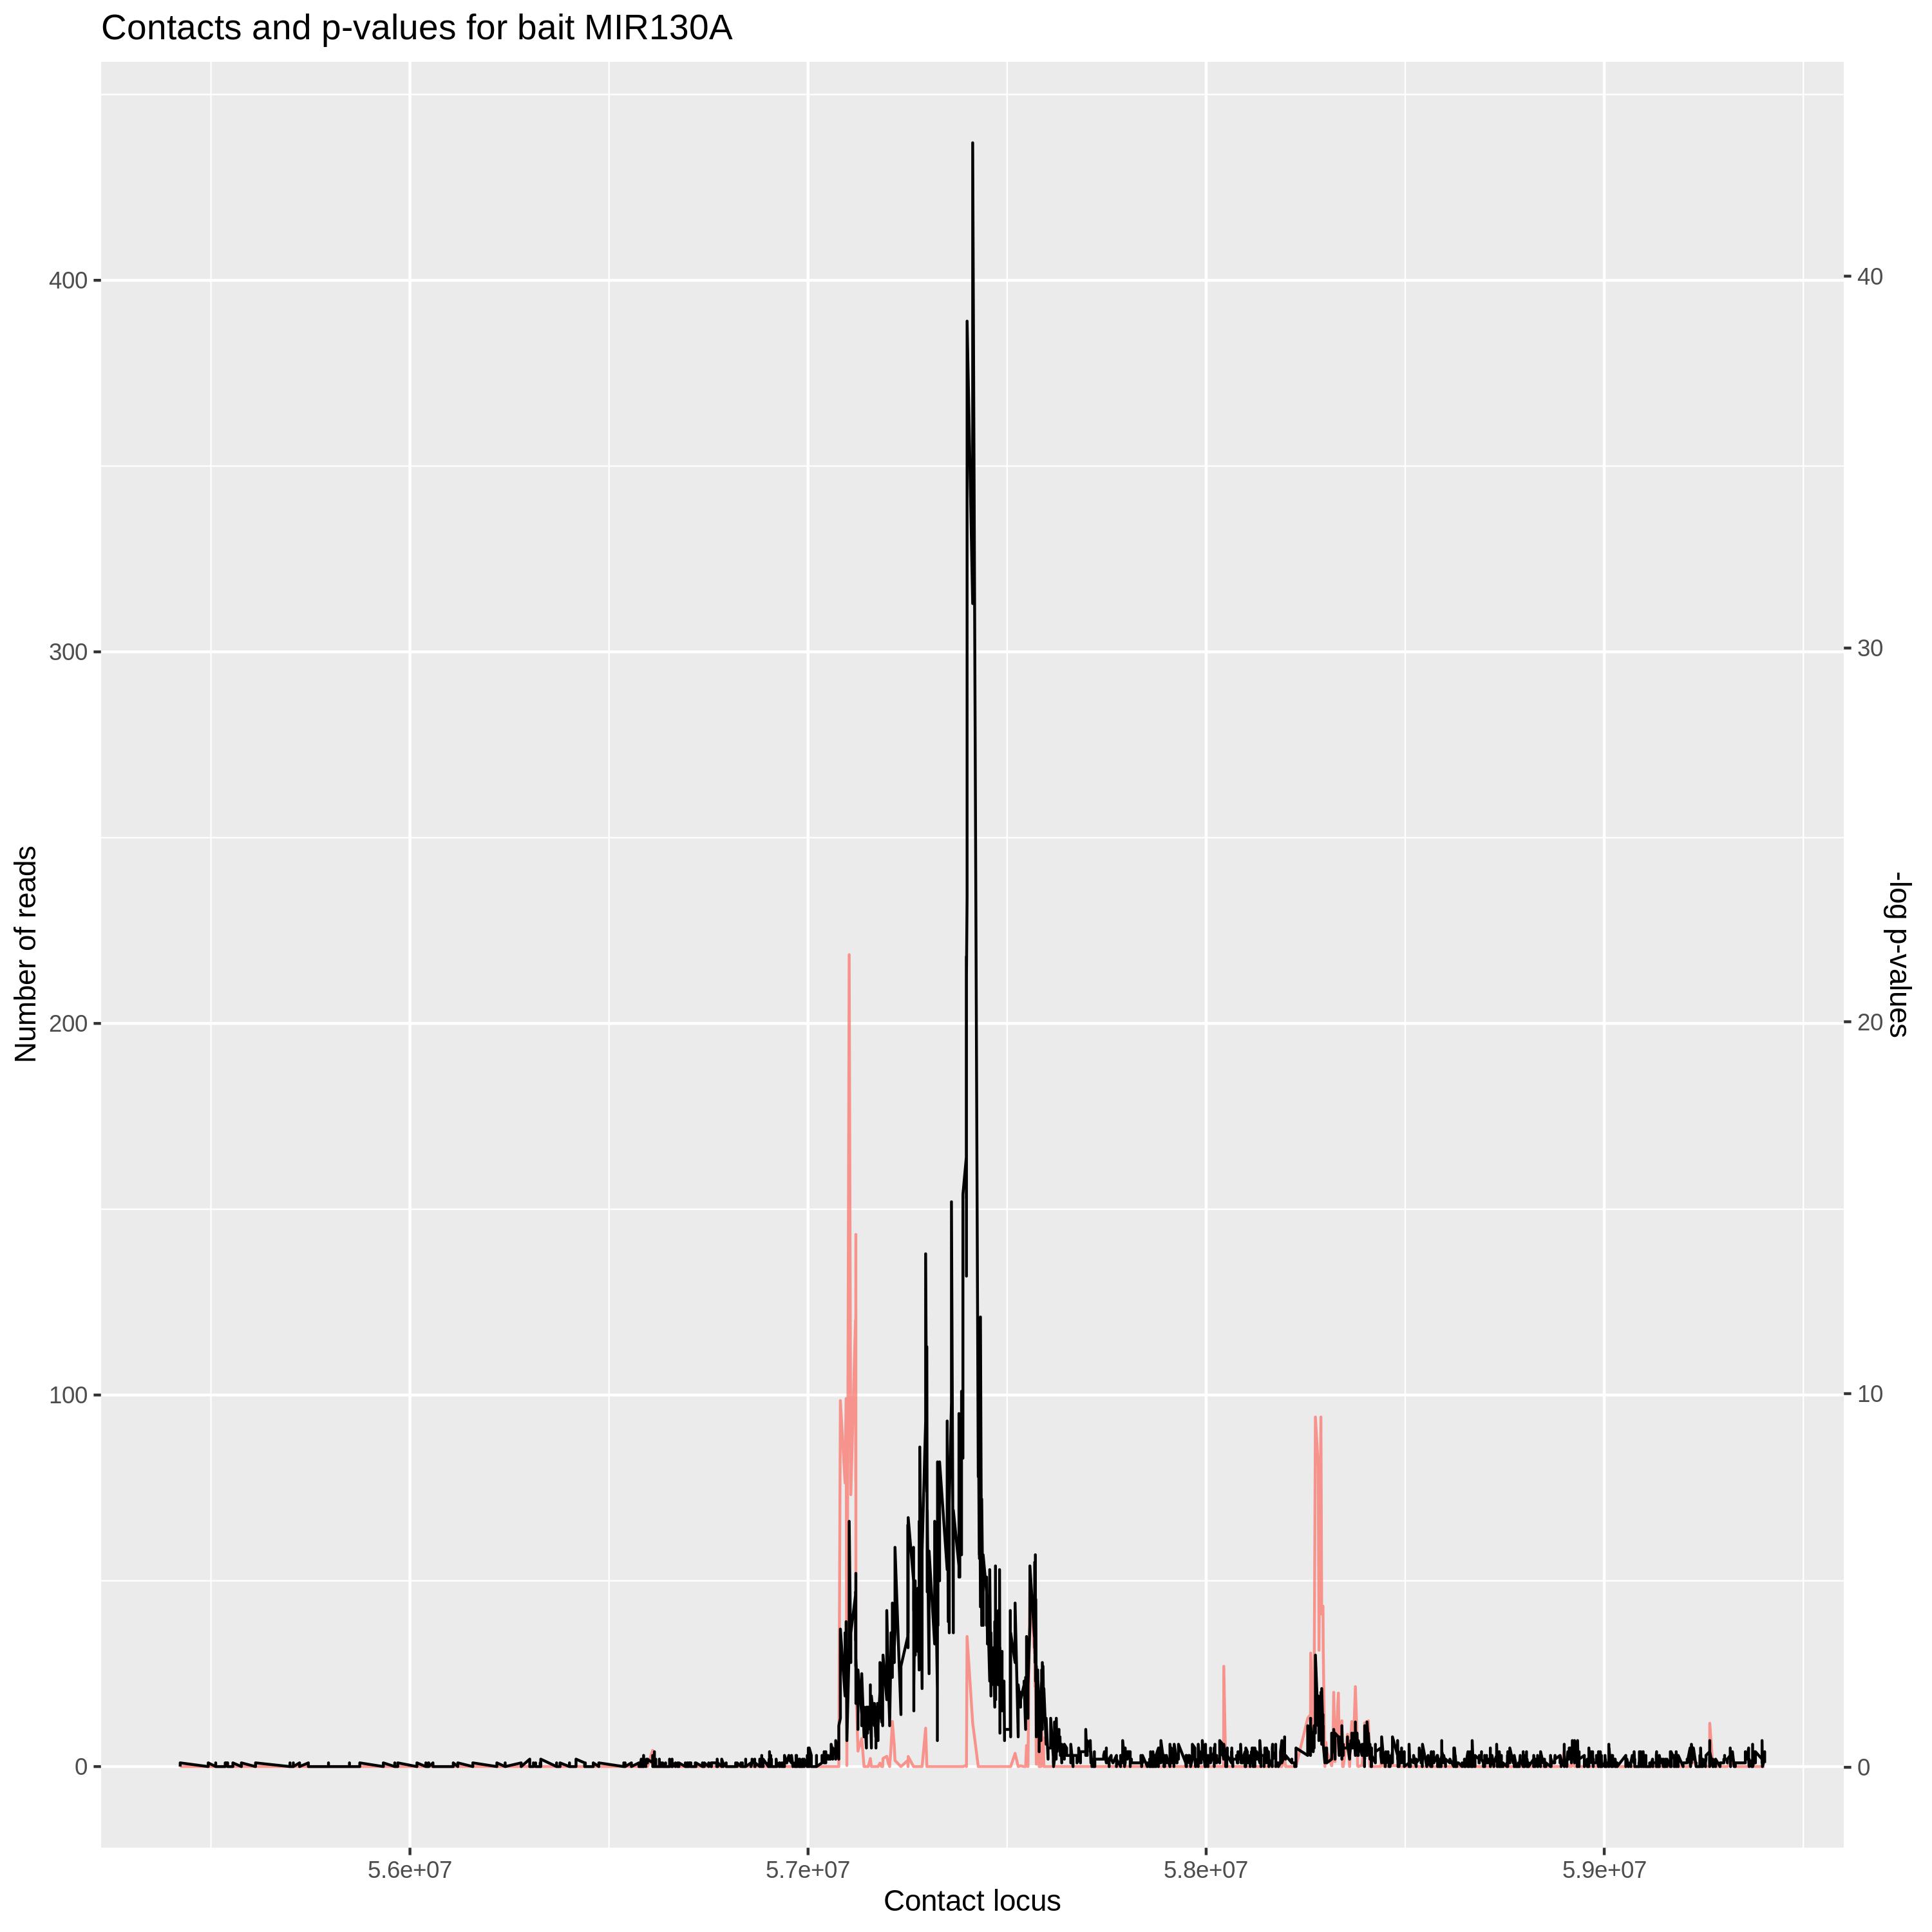 Contacts and p-values for bait MIR130A
400
300
200
100
0
Number of reads
40
30
20
10
0
-log p-values
5.6e+07 5.7e+07 5.8e+07 5.9e+07
Contact locus